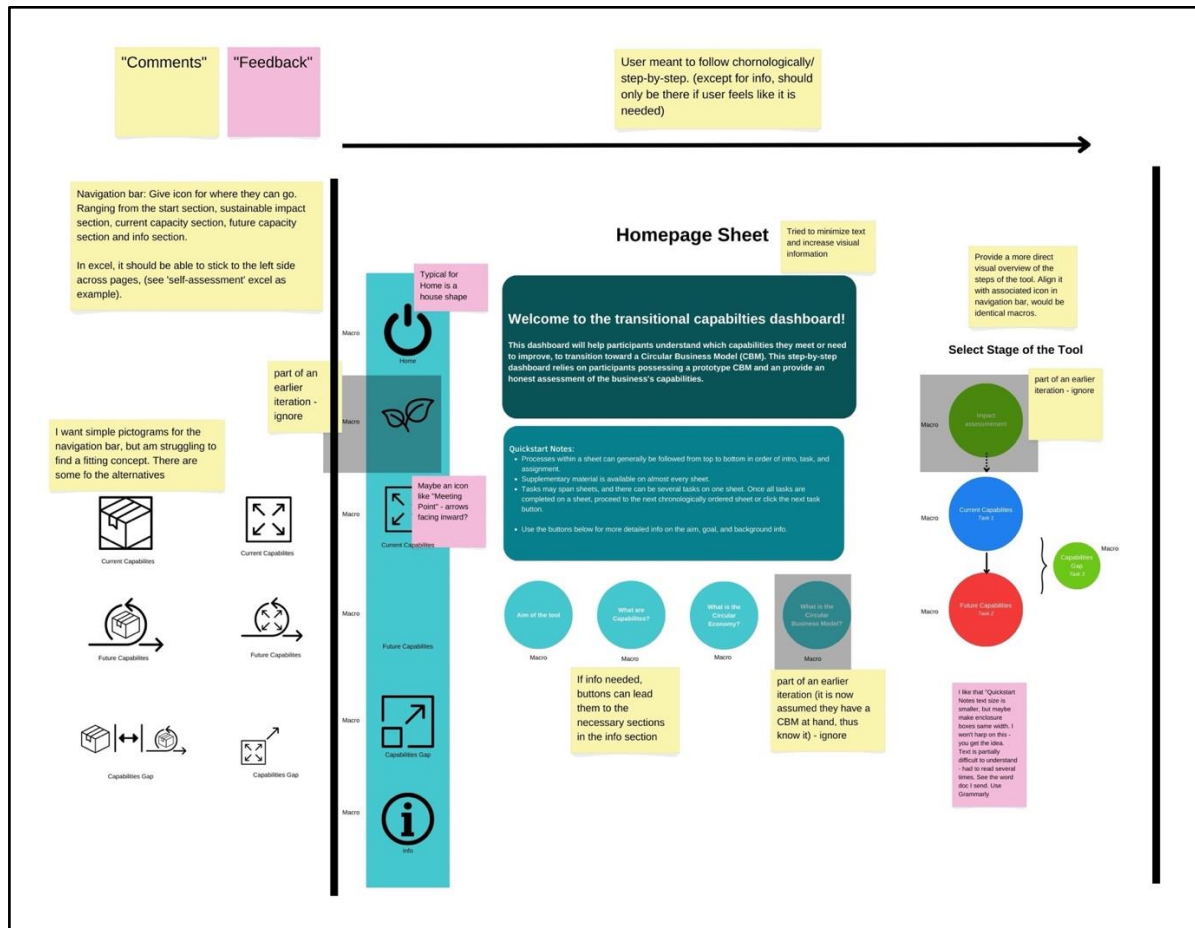 "Comments"
"Feedback"
User meant to follow chornologically/
step-by-step. (except for info, should
only be there if user feels like it is
needed)
Navigation bar: Give icon for where they can go.
Ranging from the start section, sustainable impact
section, current capacity section, future capacity
section and info section.
In excel, it should be able to stick to the left side
across pages, (see 'self-assessment' excel as
example).
part of an
earlier
iteration -
ignore
I want simple pictograms for the
navigation bar, but am struggling to
find a fitting concept. There are
some fo the alternatives
Current Capabilites
Current Capabilites
Future Capabilites
Future Capabilites
Capabilities Gap
Capabilities Gap
Macro
Home
Typical for
Home is a
house shape
Macro
Macro
Maybe an icon
like "Meeting
Point" - arrows
facing inward?
Current Capabilities
Macro
Future Capabilites
Macro
Capabilities Gap
Macro
info
Homepage Sheet
Tried to minimize text
and increase visiual
information
Welcome to the transitional capabilties dashboard!
This dashboard will help participants understand which capabilities they meet or
need to improve, to transition toward a Circular Business Model (CBM). This step-by-step
dashboard relies on participants possessing a prototype CBM and an provide an
honest assessment of the business's capabilities.
Quickstart Notes:
• Processes within a sheet can generally be followed from top to bottom in order of intro, task, and
assignment.
• Supplementary material is available on almost every sheet.
• Tasks may span sheets, and there can be several tasks on one sheet. Once all tasks are
completed on a sheet, proceed to the next chronologically ordered sheet or click the next task
button.
• Use the buttons below for more detailed info on the aim, goal, and background info.
Aim of the tool
What are
Capabilites?
What is the
Circular
Economy?
What is the
Circular
Business Model?
Macro
Macro
Macro
Macro
If info needed,
buttons can lead
them to the
necessary sections
in the info section
part of an earlier
iteration (it is now
assumed they have a
CBM at hand, thus
know it) - ignore
Provide a more direct
visual overview of the
steps of the tool. Align it
with associated icon in
navigation bar, would be
identical macros.
Select Stage of the Tool
Macro
Impact
assessement
part of an earlier
iteration - ignore
Macro
Current Capabilites
Task 1
Capabilities
Gap
Task 3
Macro
Macro
Future Capabilities
Task 2
I like that "Quickstart
Notes text size is
smaller, but maybe
make enclosure
boxes same width. I
won't harp on this -
you get the idea.
Text is partially
difficult to understand
- had to read several
times. See the word
doc I send. Use
Grammarly